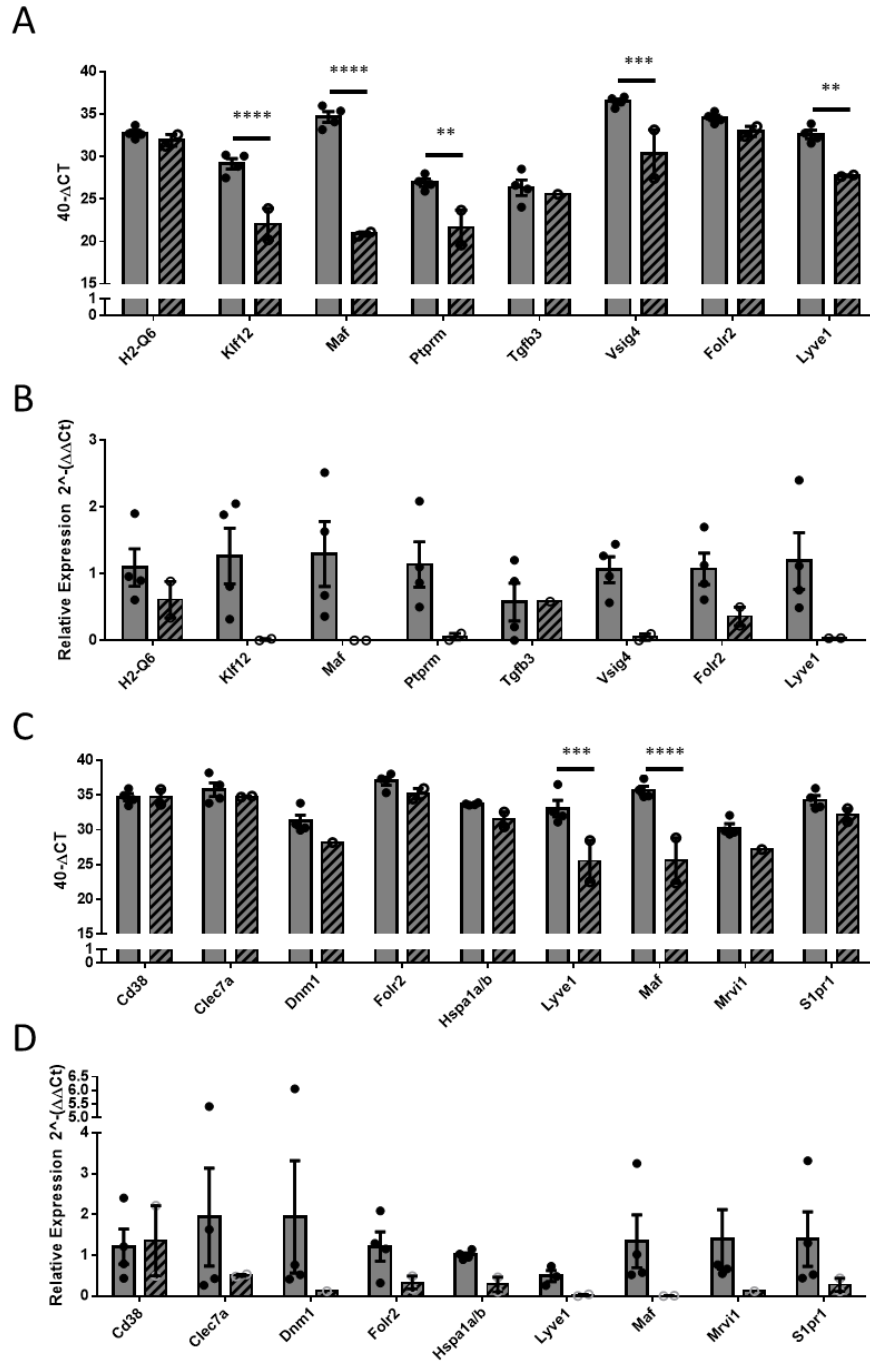 A
40-ΔCT
40
35
30
25
20
15
1
0
**** **** ** *** **
H2-Q6 Klf12 Maf Ptprm Tgfb3 Vsig4 Folr2 Lyve1
B
Relative Expression 2^-(ΔΔCt)
3
2
1
0
H2-Q6 Klf12 Maf Ptprm Tgfb3 Vsig4 Folr2 Lyve1
C
40-ΔCT
40
35
30
25
20
15
1
0
*** ****
Cd38 Clec7a Dnm1 Folr2 Hspa1a/b Lyve1 Maf Mrvi1 S1pr1
D
Relative Expression 2^-(ΔΔCt)
6.5
6.0
5.5
5.0
4
3
2
1
0
Cd38 Clec7a Dnm1 Folr2 Hspa1a/b Lyve1 Maf Mrvi1 S1pr1